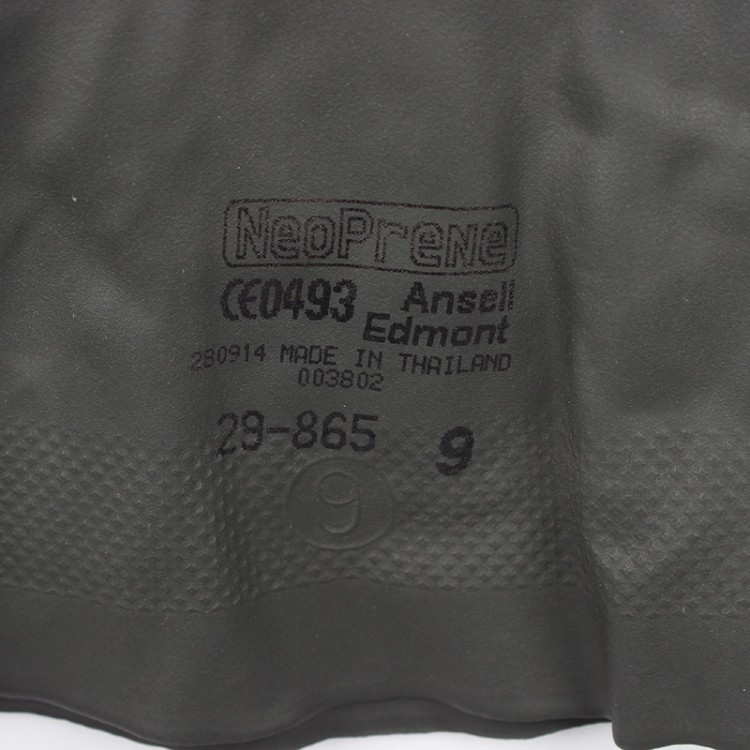 NeoPrene
CE0493 Ansell
Edmont
280914 MADE IN THAILAND
003802
29-865 9
9